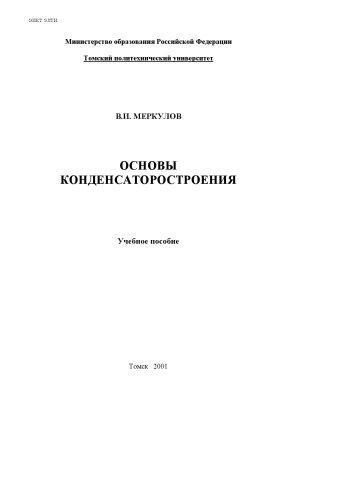 Министерство образования Российской Федерации
Томский политехнический университет
В.И. МЕРКУЛОВ
ОСНОВЫ
КОНДЕНСАТОРОСТРОЕНИЯ
Учебное пособие
Томск 2001